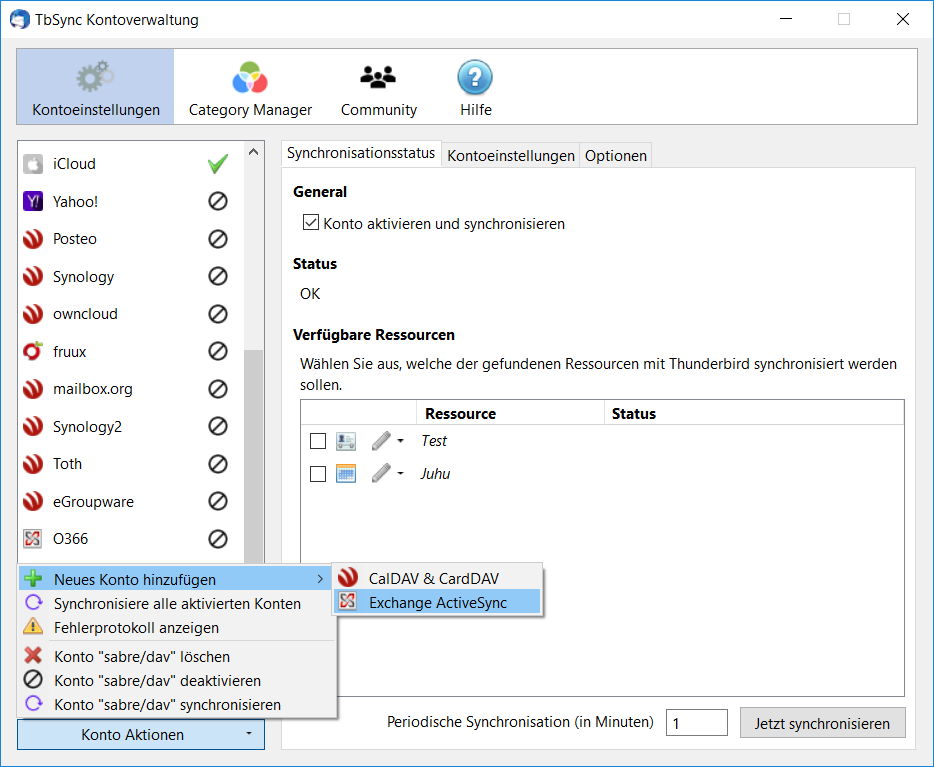 TbSync Kontoverwaltung
Kontoeinstellungen
Category Manager
Community
Hilfe
iCloud
Yahoo!
Posteo
Synology
owncloud
fruux
mailbox.org
Synology2
Toth
eGroupware
O366
Neues Konto hinzufügen
Synchronisiere alle aktivierten Konten
Fehlerprotokoll anzeigen
Konto "sabre/dav" löschen
Konto "sabre/dav" deaktivieren
Konto "sabre/dav" synchronisieren
Konto Aktionen
CalDAV & CardDAV
Exchange ActiveSync
Synchronisationsstatus
Kontoeinstellungen
Optionen
General
Konto aktivieren und synchronisieren
Status
OK
Verfügbare Ressourcen
Wählen Sie aus, welche der gefundenen Ressourcen mit Thunderbird synchronisiert werden
sollen.
Ressource
Status
Test
Juhu
Periodische Synchronisation (in Minuten)
1
Jetzt synchronisieren